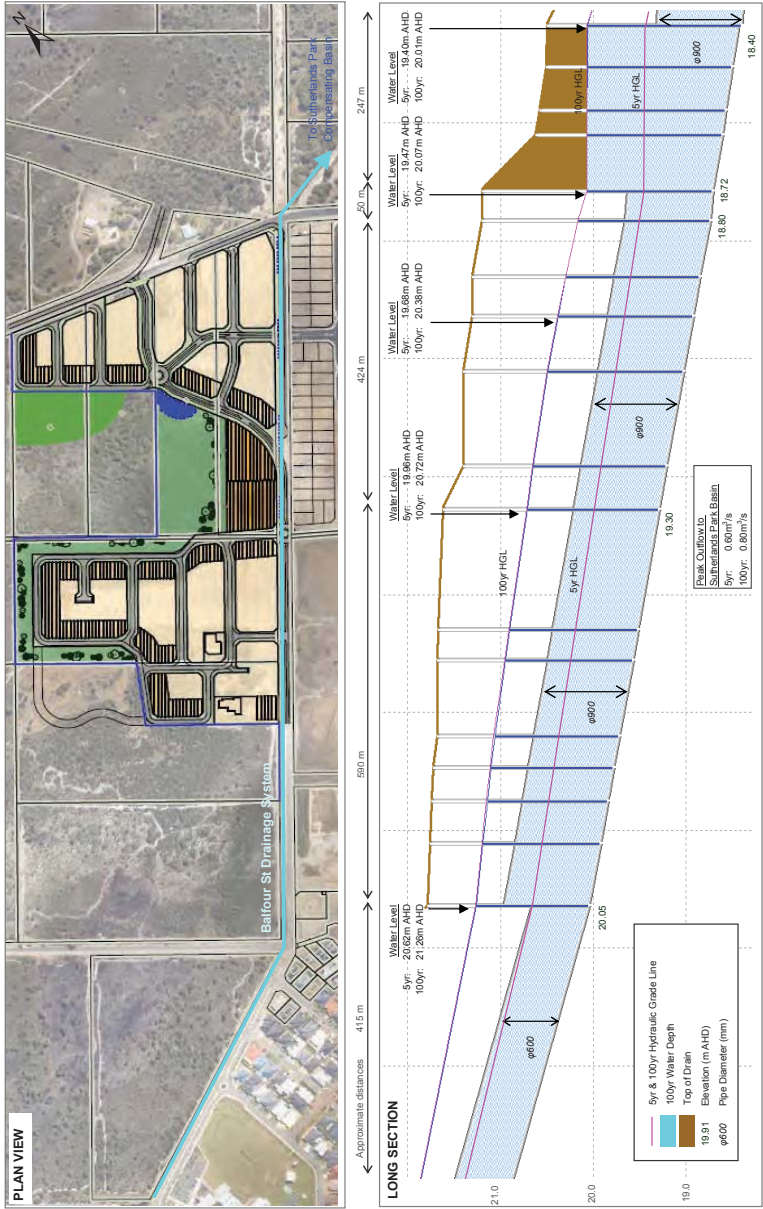 PLAN VIEW
N
Balfour St Drainage System
To Sutherlands Park
Compensating Basin
Approximate distances
415 m
590 m
424 m
50 m
247 m
LONG SECTION
Water Level
5yr: 20.62m AHD
100yr: 21.26m AHD
Water Level
5yr: 19.96m AHD
100yr: 20.72m AHD
Water Level
5yr: 19.68m AHD
100yr: 20.38m AHD
Water Level
5yr: 19.47m AHD
100yr: 20.07m AHD
Water Level
5yr: 19.40m AHD
100yr: 20.01m AHD
100yr HGL
5yr HGL
100yr HGL
5yr HGL
φ600
φ900
φ900
φ900
20.05
19.30
18.80
18.72
18.40
21.0
20.0
19.0
5yr & 100yr Hydraulic Grade Line
100yr Water Depth
Top of Drain
19.91 Elevation (m AHD)
φ600 Pipe Diameter (mm)
Peak Outflow to
Sutherlands Park Basin
5yr: 0.60m³/s
100yr: 0.80m³/s